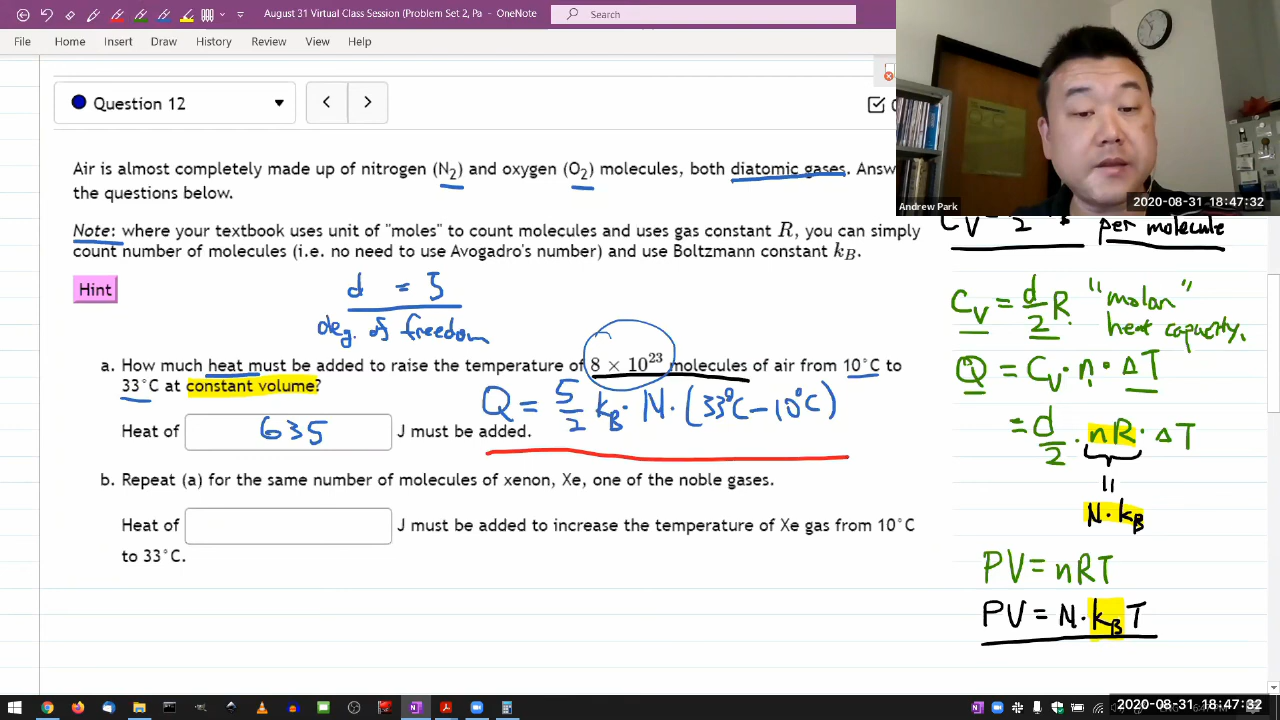 August 31 Virtual Class Session (Problem Set 2, Pa - OneNote
Search
File Home Insert Draw History Review View Help
Question 12
Andrew Park
2020-08-31 18:47:32
Air is almost completely made up of nitrogen (N₂) and oxygen (O₂) molecules, both diatomic gases. Answ
the questions below.
Note: where your textbook uses unit of "moles" to count molecules and uses gas constant R, you can simply
count number of molecules (i.e. no need to use Avogadro's number) and use Boltzmann constant k_B.
Hint
d = 5
deg. of freedom
a. How much heat must be added to raise the temperature of 8 × 10²³ molecules of air from 10°C to
33°C at constant volume?
Q = 5/2 k_B · N · (33°C - 10°C)
Heat of 635 J must be added.
b. Repeat (a) for the same number of molecules of xenon, Xe, one of the noble gases.
Heat of J must be added to increase the temperature of Xe gas from 10°C
to 33°C.
per molecule
C_V = d/2 R "molar"
heat capacity.
Q = C_V · n · ΔT
= d/2 · nR · ΔT
=
N · k_B
PV = nRT
PV = N · k_B T
2020-08-31 18:47:32